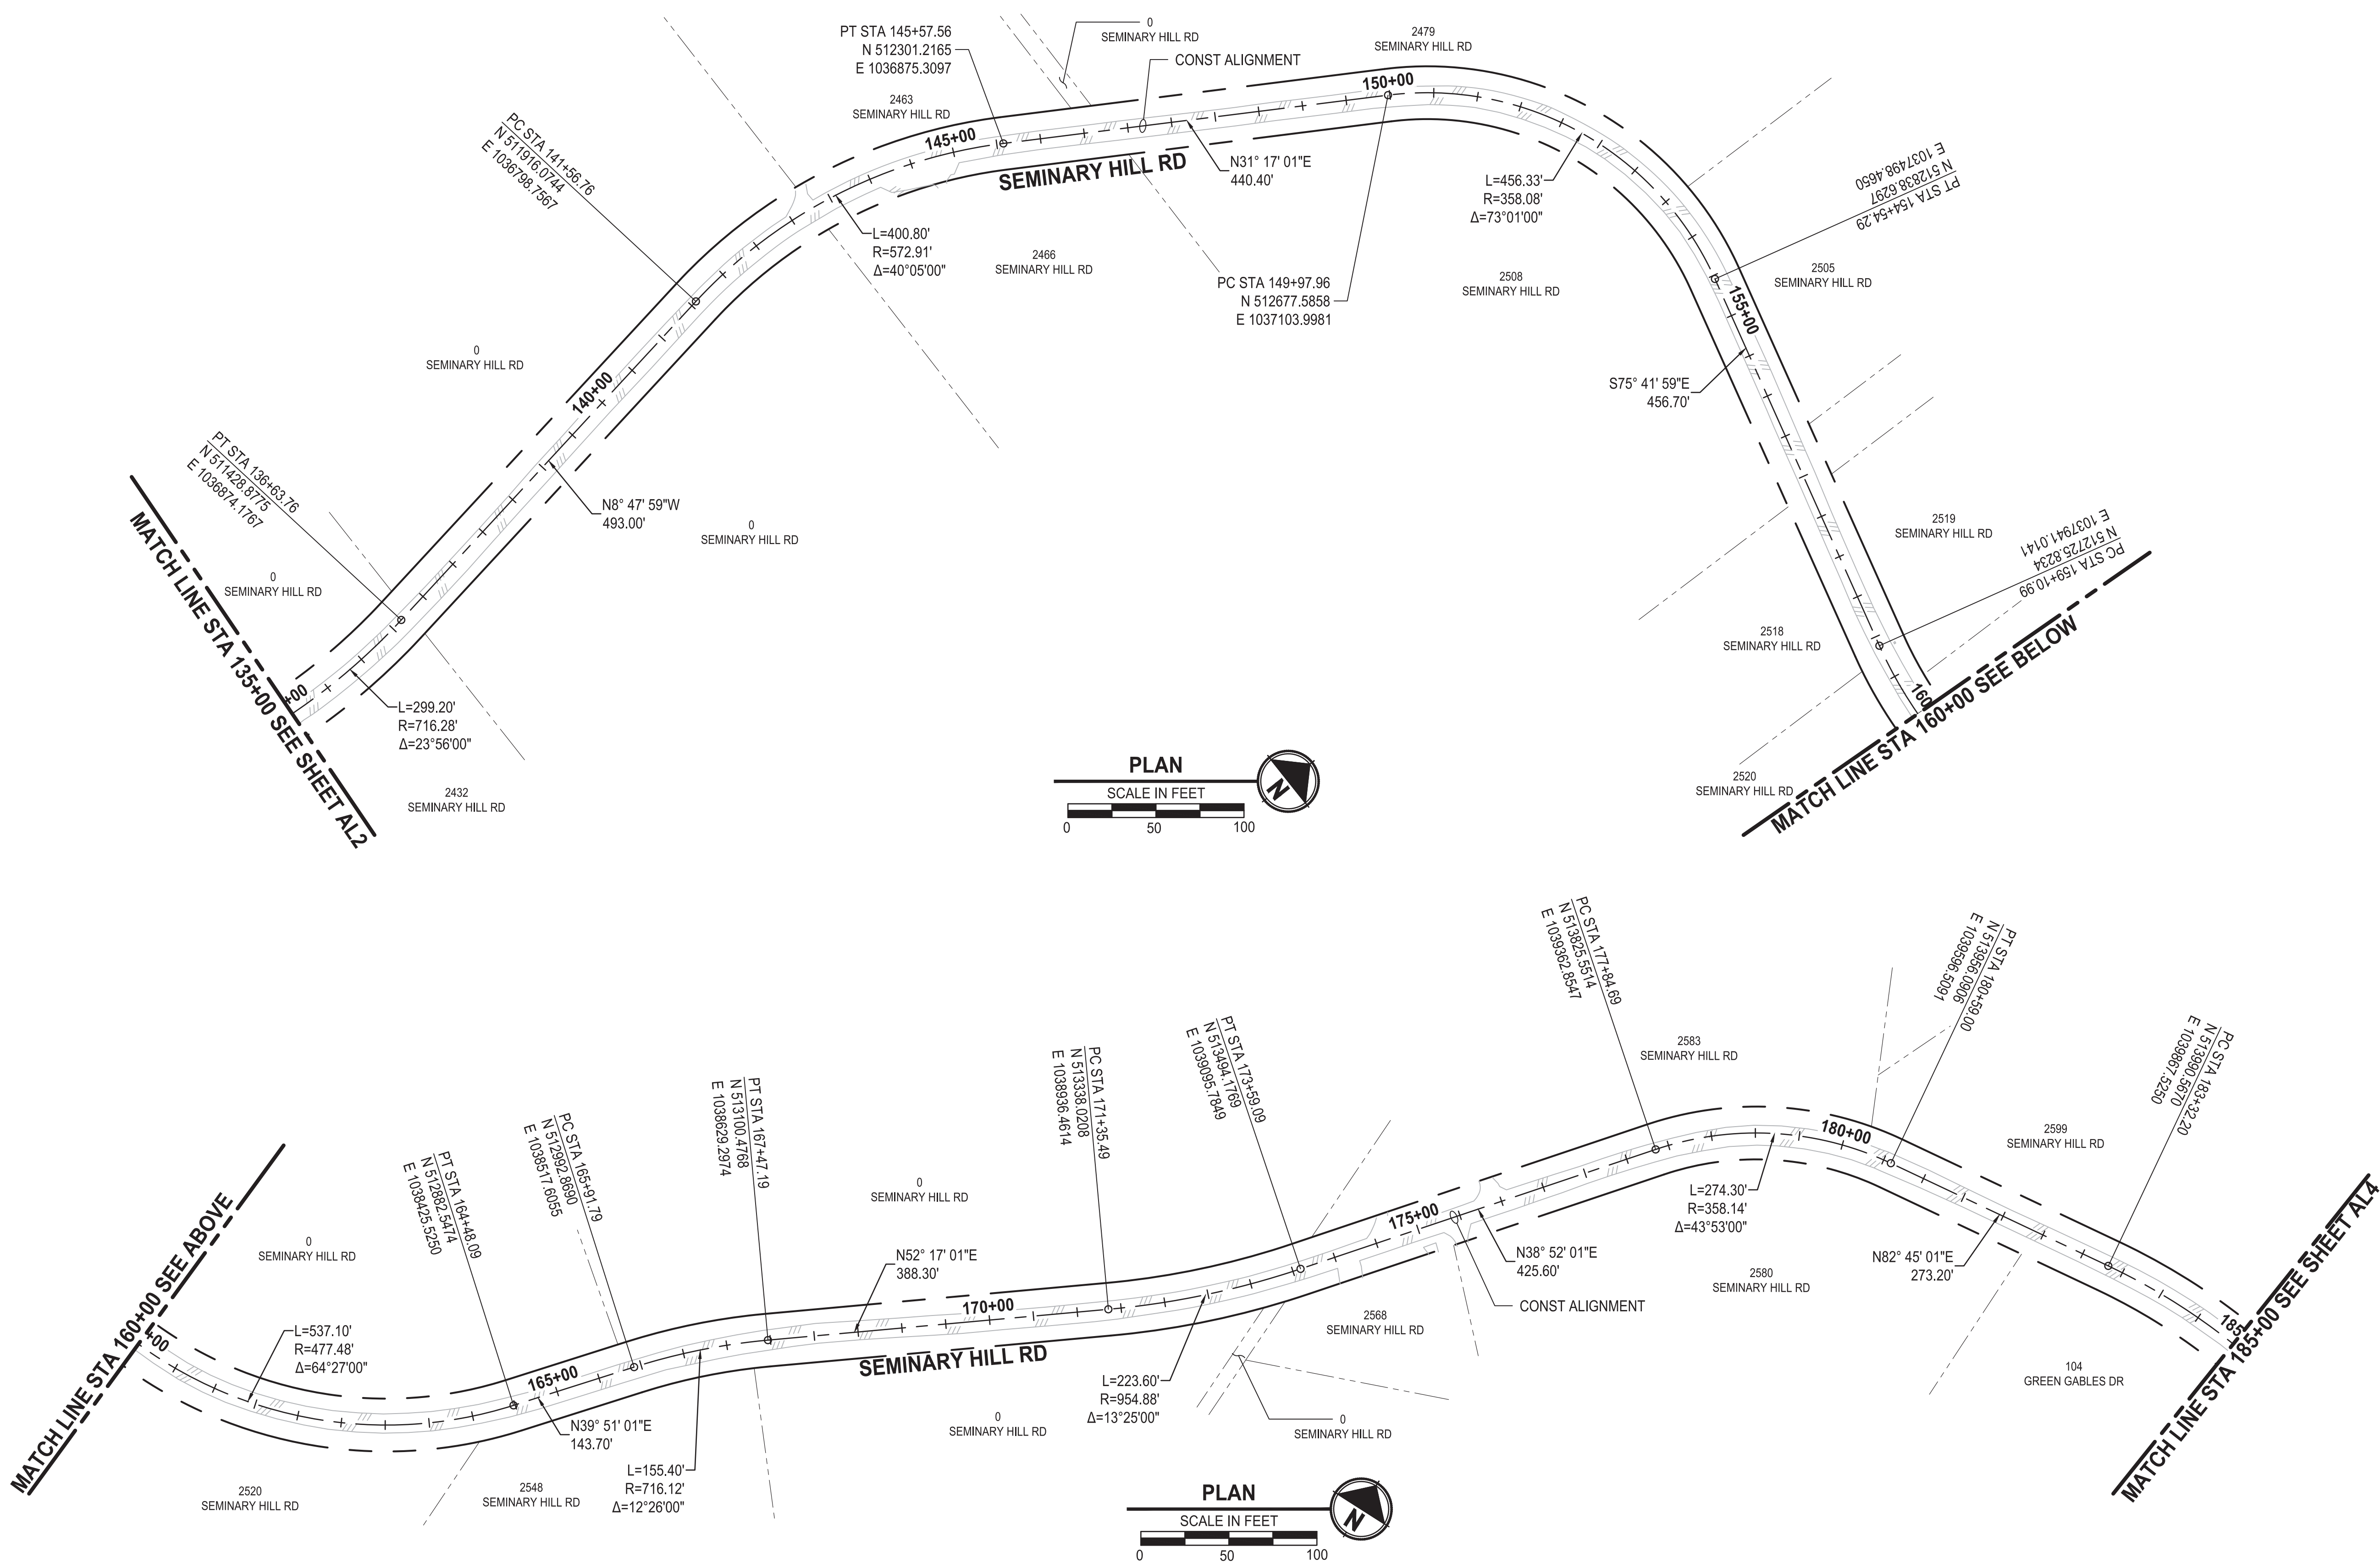 PT STA 145+57.56
N 512301.2165
E 1036875.3097
0
SEMINARY HILL RD
CONST ALIGNMENT
2479
SEMINARY HILL RD
150+00
2463
SEMINARY HILL RD
145+00
PC STA 141+56.76
N 511916.0744
E 1036798.7567
SEMINARY HILL RD
N31° 17' 01"E
440.40'
L=456.33'
R=358.08'
Δ=73°01'00"
PT STA 154+54.29
N 512838.6297
E 1037498.4650
L=400.80'
R=572.91'
Δ=40°05'00"
2466
SEMINARY HILL RD
PC STA 149+97.96
N 512677.5858
E 1037103.9981
2508
SEMINARY HILL RD
2505
SEMINARY HILL RD
155+00
0
SEMINARY HILL RD
140+00
S75° 41' 59"E
456.70'
PT STA 136+63.76
N 511428.8775
E 1036874.1767
N8° 47' 59"W
493.00'
0
SEMINARY HILL RD
2519
SEMINARY HILL RD
PC STA 159+10.99
N 512725.8234
E 1037941.0141
0
SEMINARY HILL RD
MATCH LINE STA 135+00 SEE SHEET AL2
+00
L=299.20'
R=716.28'
Δ=23°56'00"
2432
SEMINARY HILL RD
2518
SEMINARY HILL RD
160
MATCH LINE STA 160+00 SEE BELOW
2520
SEMINARY HILL RD
PLAN
SCALE IN FEET
N
0 50 100
PC STA 177+84.69
N 513825.5514
E 1039362.8547
PT STA 180+59.00
N 513956.0906
E 1039596.5091
PC STA 183+32.20
N 513990.5670
E 1039867.5250
2583
SEMINARY HILL RD
PT STA 173+59.09
N 513494.1769
E 1039095.7849
PC STA 171+35.49
N 513338.0208
E 1038936.4614
PT STA 167+47.19
N 513100.4768
E 1038629.2974
PC STA 165+91.79
N 512992.8690
E 1038517.6055
PT STA 164+48.09
N 512882.5474
E 1038425.5250
180+00
2599
SEMINARY HILL RD
MATCH LINE STA 160+00 SEE ABOVE
0
SEMINARY HILL RD
0
SEMINARY HILL RD
175+00
L=274.30'
R=358.14'
Δ=43°53'00"
N52° 17' 01"E
388.30'
N38° 52' 01"E
425.60'
N82° 45' 01"E
273.20'
2580
SEMINARY HILL RD
CONST ALIGNMENT
170+00
+00
L=537.10'
R=477.48'
Δ=64°27'00"
2568
SEMINARY HILL RD
185
MATCH LINE STA 185+00 SEE SHEET AL4
SEMINARY HILL RD
165+00
104
GREEN GABLES DR
L=223.60'
R=954.88'
Δ=13°25'00"
N39° 51' 01"E
143.70'
0
SEMINARY HILL RD
0
SEMINARY HILL RD
L=155.40'
R=716.12'
Δ=12°26'00"
2520
SEMINARY HILL RD
2548
SEMINARY HILL RD
PLAN
SCALE IN FEET
N
0 50 100